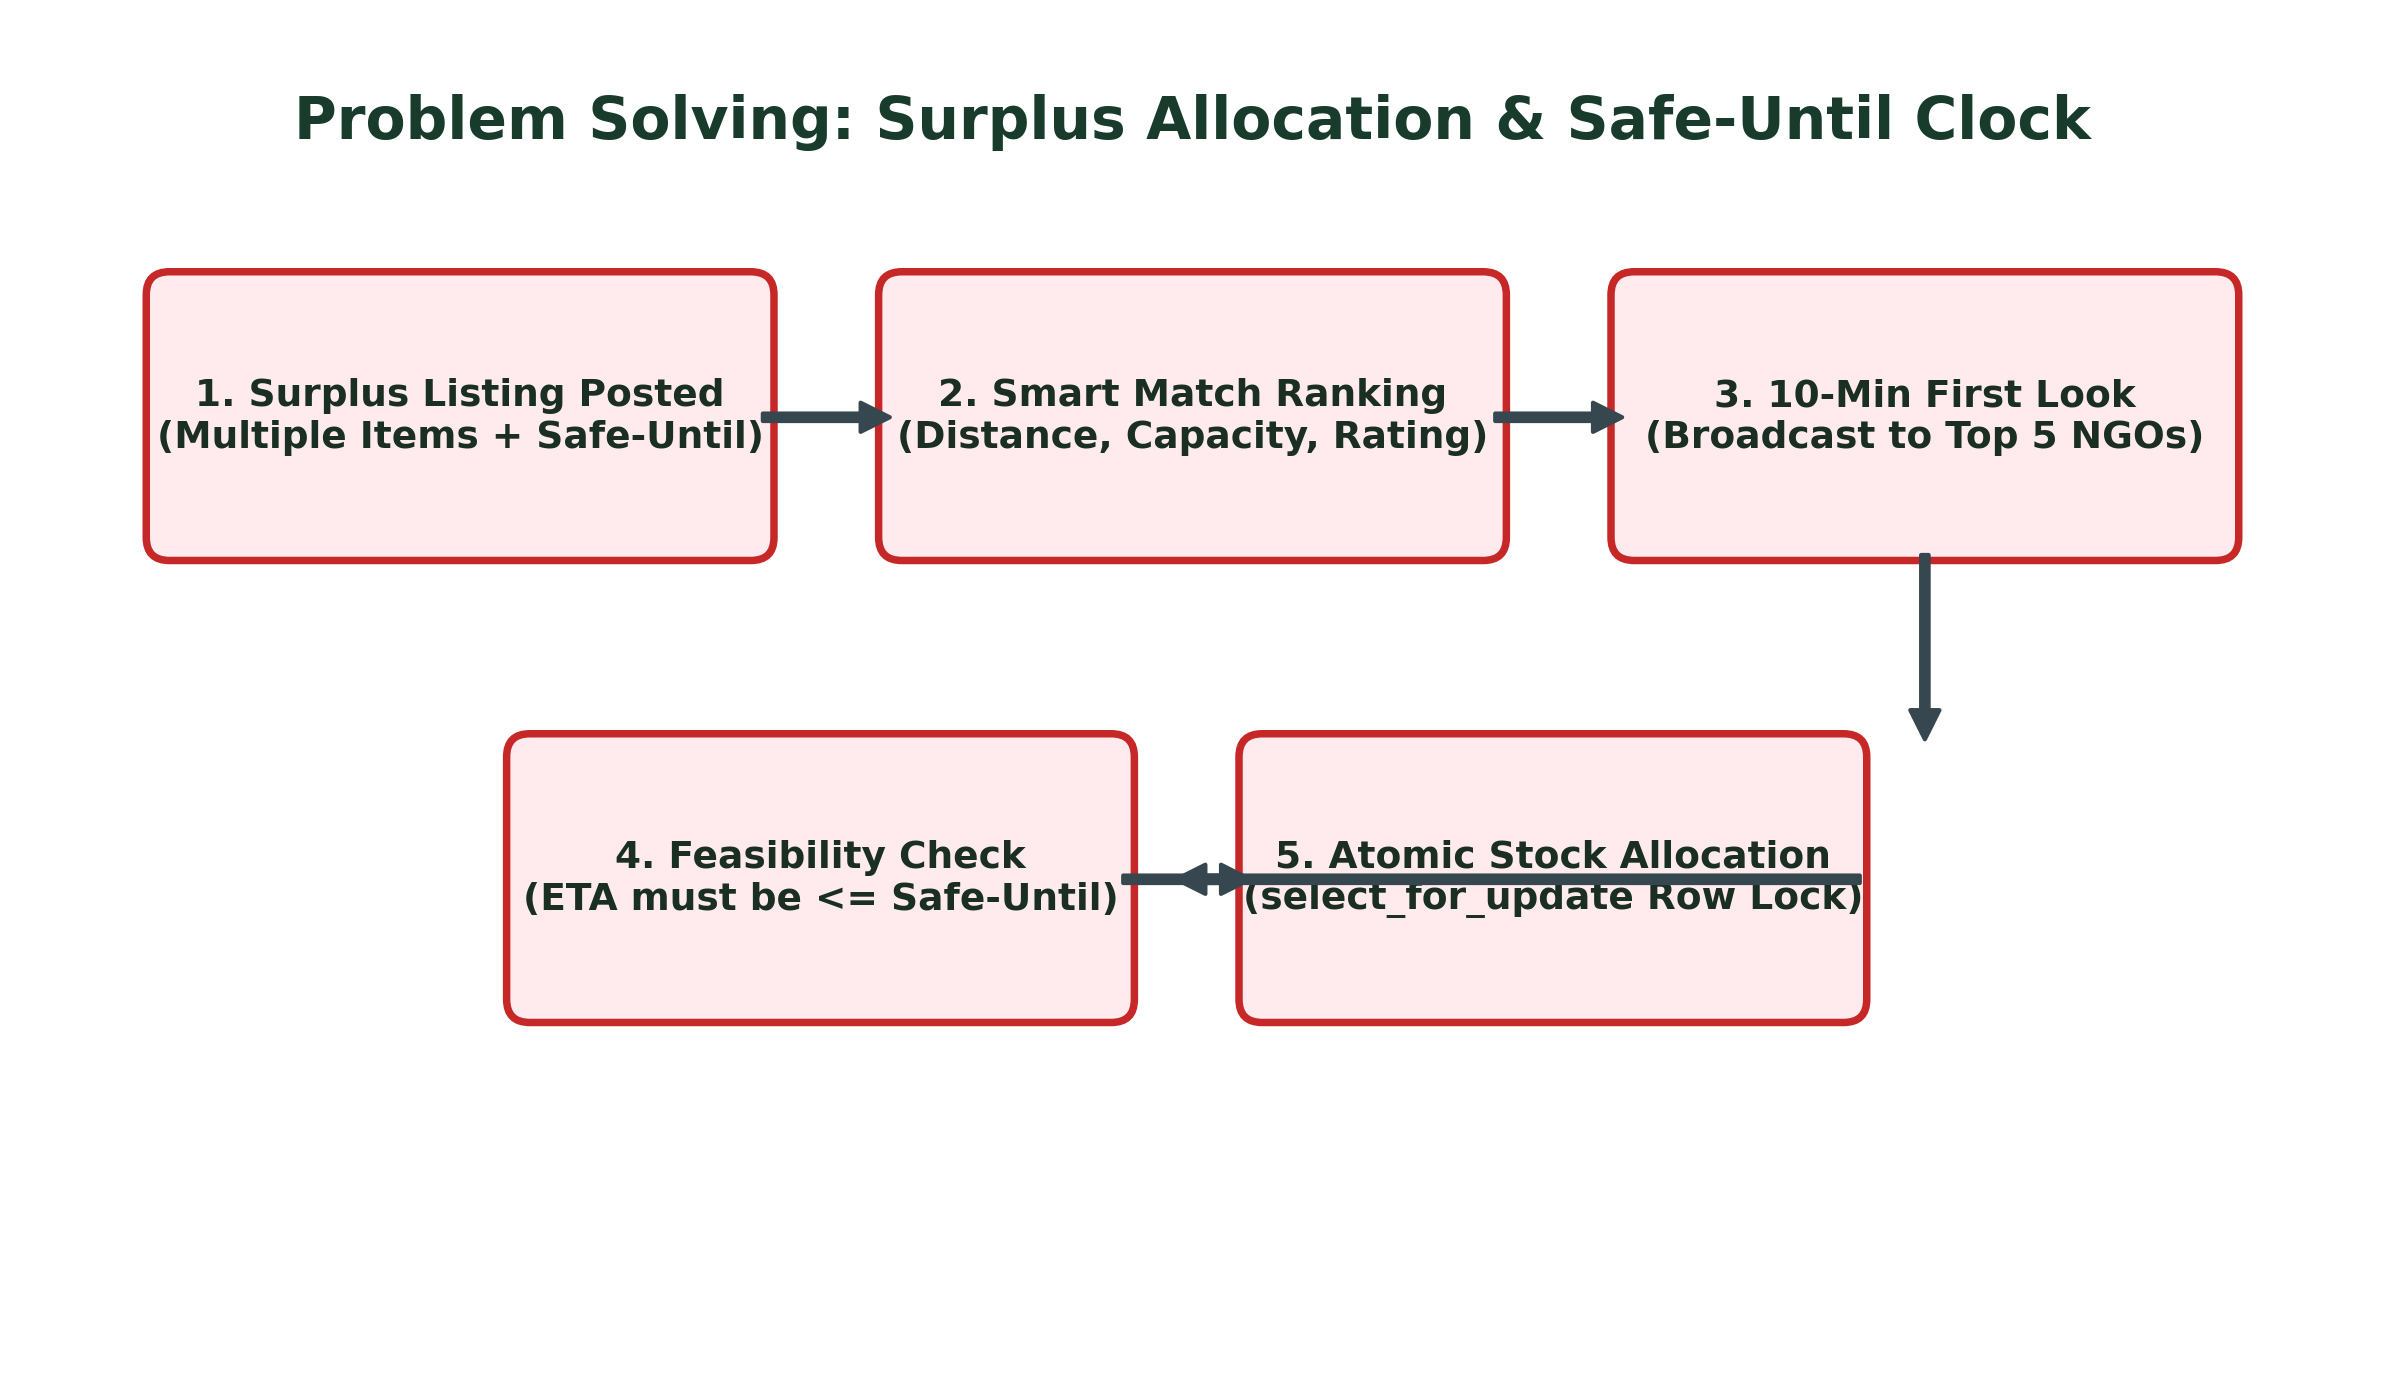 Problem Solving: Surplus Allocation & Safe-Until Clock
1. Surplus Listing Posted
(Multiple Items + Safe-Until)
2. Smart Match Ranking
(Distance, Capacity, Rating)
3. 10-Min First Look
(Broadcast to Top 5 NGOs)
4. Feasibility Check
(ETA must be <= Safe-Until)
5. Atomic Stock Allocation
(select_for_update Row Lock)